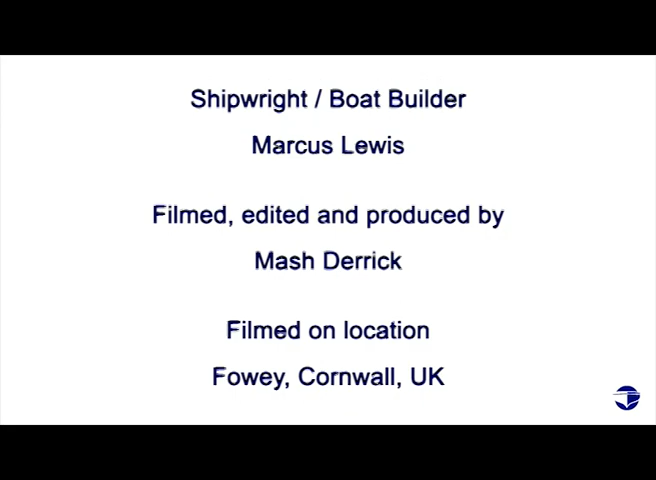 Shipwright / Boat Builder
Marcus Lewis
Filmed, edited and produced by
Mash Derrick
Filmed on location
Fowey, Cornwall, UK